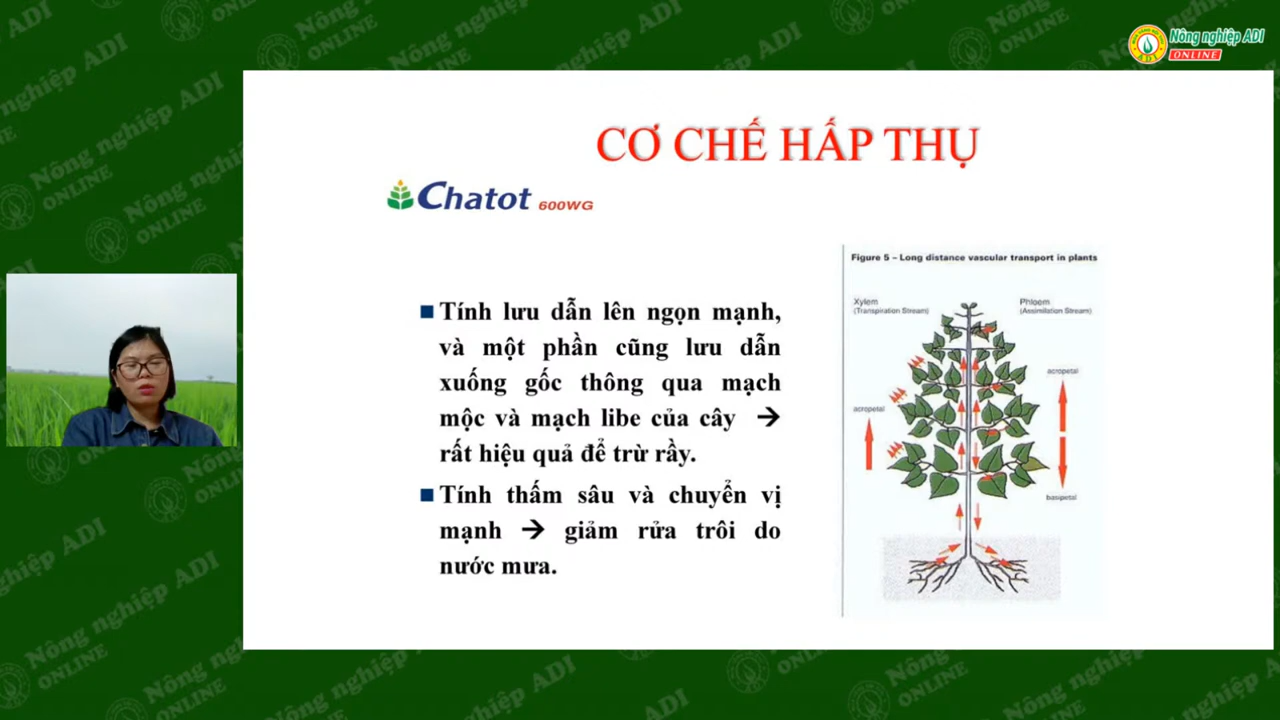 Nông nghiệp ADI
ONLINE
CƠ CHẾ HẤP THỤ
Chatot 600WG
Figure 5 – Long distance vascular transport in plants
Xylem
(Transpiration Stream)
Phloem
(Assimilation Stream)
acropetal
acropetal
basipetal
Tính lưu dẫn lên ngọn mạnh,
và một phần cũng lưu dẫn
xuống gốc thông qua mạch
mộc và mạch libe của cây →
rất hiệu quả để trừ rầy.
Tính thấm sâu và chuyển vị
mạnh → giảm rửa trôi do
nước mưa.